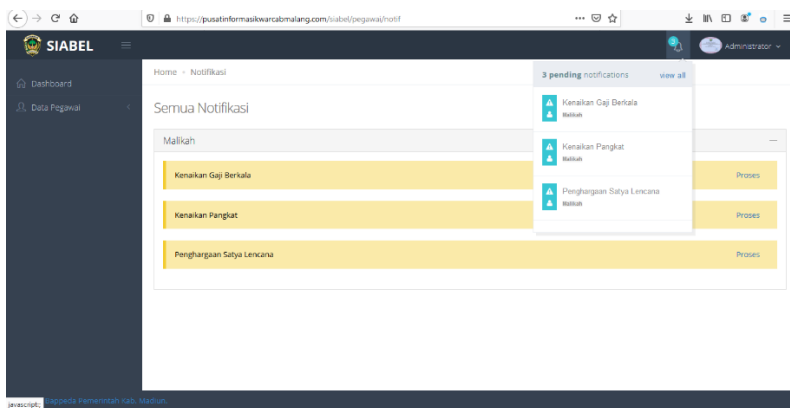 https://pusatinformasikwarcabmalang.com/siabel/pegawai/notif
SIABEL
3
Administrator
Dashboard
Data Pegawai
Home
Notifikasi
3 pending notifications
view all
Kenaikan Gaji Berkala
Malikah
Kenaikan Pangkat
Malikah
Penghargaan Satya Lencana
Malikah
Semua Notifikasi
Malikah
Kenaikan Gaji Berkala
Proses
Kenaikan Pangkat
Proses
Penghargaan Satya Lencana
Proses
javascript:;
Bappeda Pemerintah Kab. Madiun.